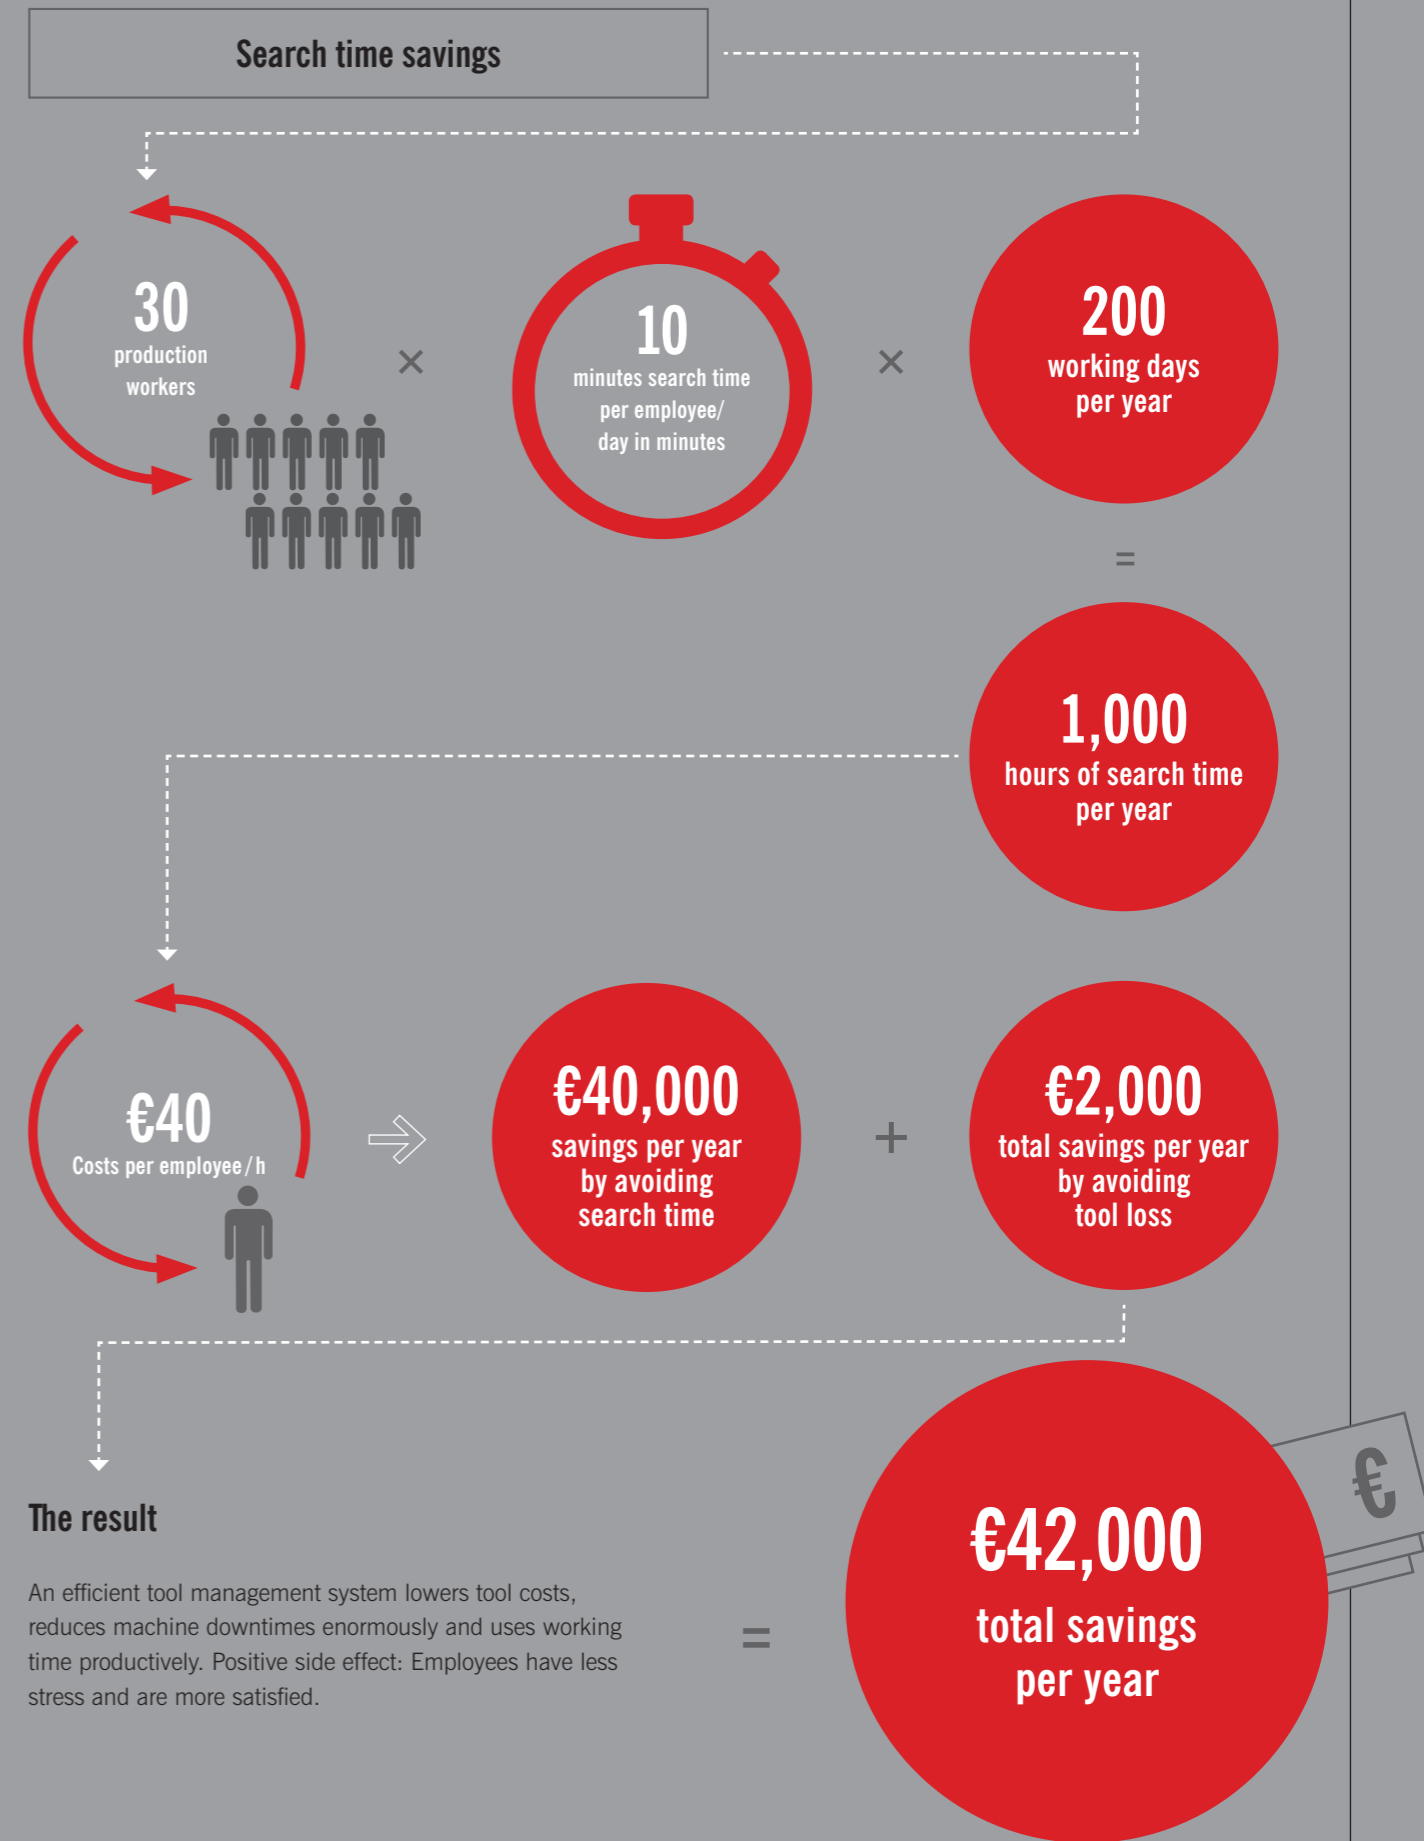 Search time savings
30
production
workers
×
10
minutes search time
per employee/
day in minutes
×
200
working days
per year
=
1,000
hours of search time
per year
€40
Costs per employee/h
€40,000
savings per year
by avoiding
search time
+
€2,000
total savings per year
by avoiding
tool loss
The result
An efficient tool management system lowers tool costs,
reduces machine downtimes enormously and uses working
time productively. Positive side effect: Employees have less
stress and are more satisfied.
=
€42,000
total savings
per year
€